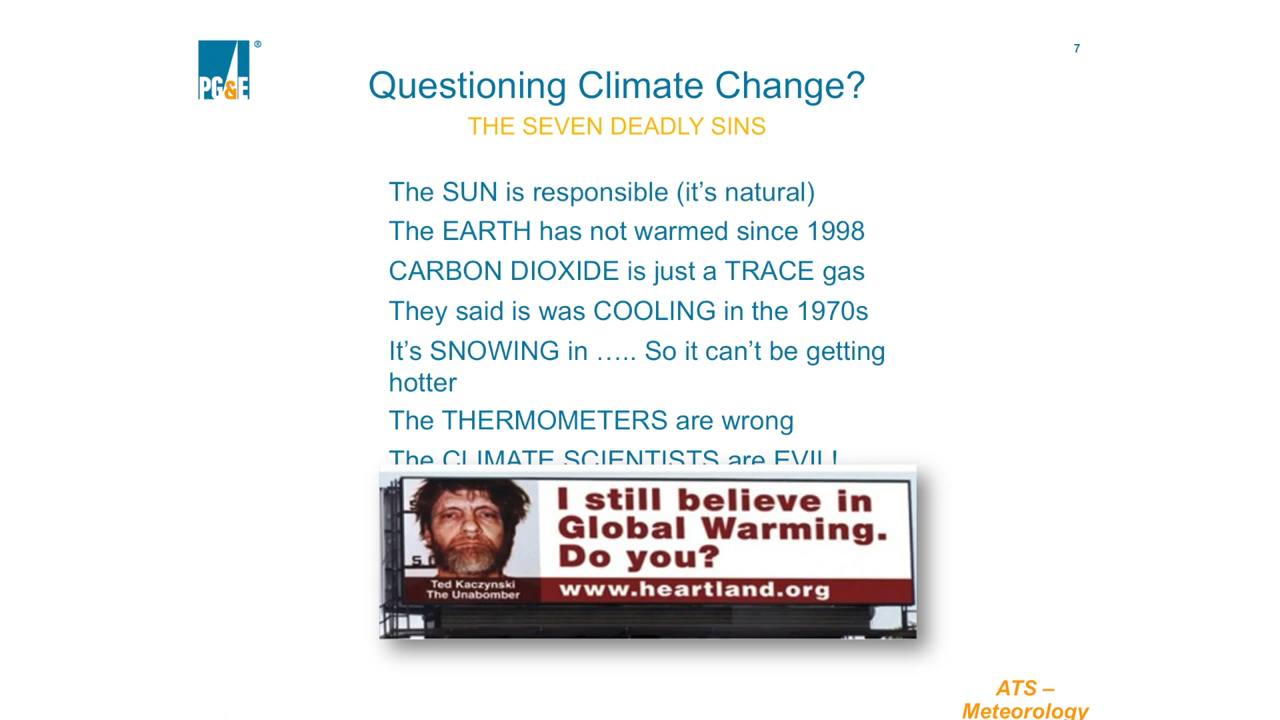 7
PG&E ®
Questioning Climate Change?
THE SEVEN DEADLY SINS
The SUN is responsible (it’s natural)
The EARTH has not warmed since 1998
CARBON DIOXIDE is just a TRACE gas
They said is was COOLING in the 1970s
It’s SNOWING in ….. So it can’t be getting
hotter
The THERMOMETERS are wrong
The CLIMATE SCIENTISTS are EVIL!
I still believe in
Global Warming.
Do you?
5 0
Ted Kaczynski
The Unabomber
www.heartland.org
ATS –
Meteorology